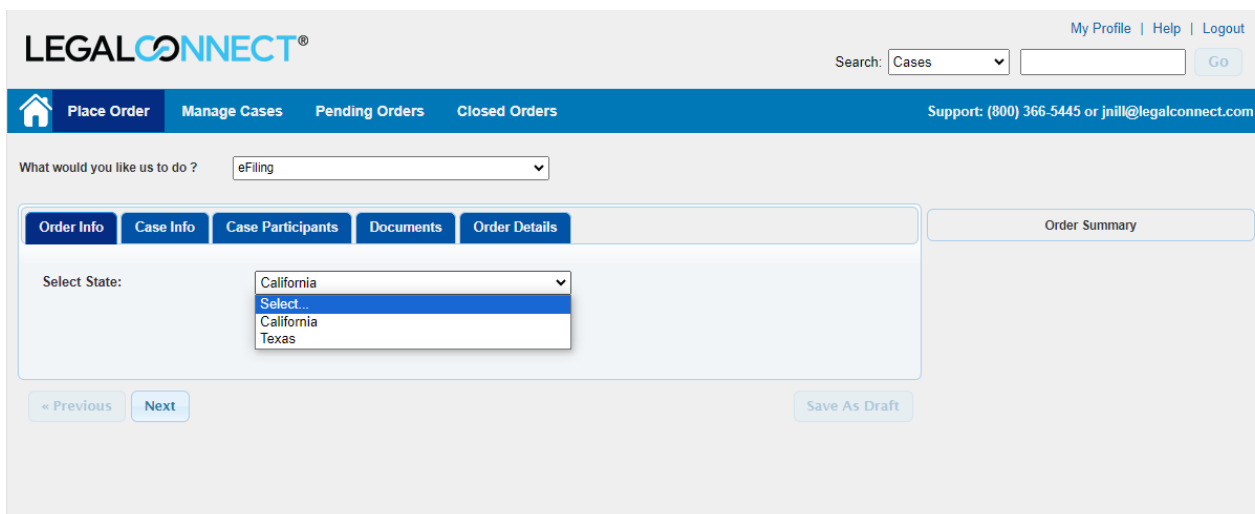 LEGALCONNECT®
My Profile | Help | Logout
Search: Cases Go
Place Order Manage Cases Pending Orders Closed Orders Support: (800) 366-5445 or jnill@legalconnect.com
What would you like us to do ? eFiling
Order Info Case Info Case Participants Documents Order Details Order Summary
Select State: California
Select...
California
Texas
« Previous Next Save As Draft